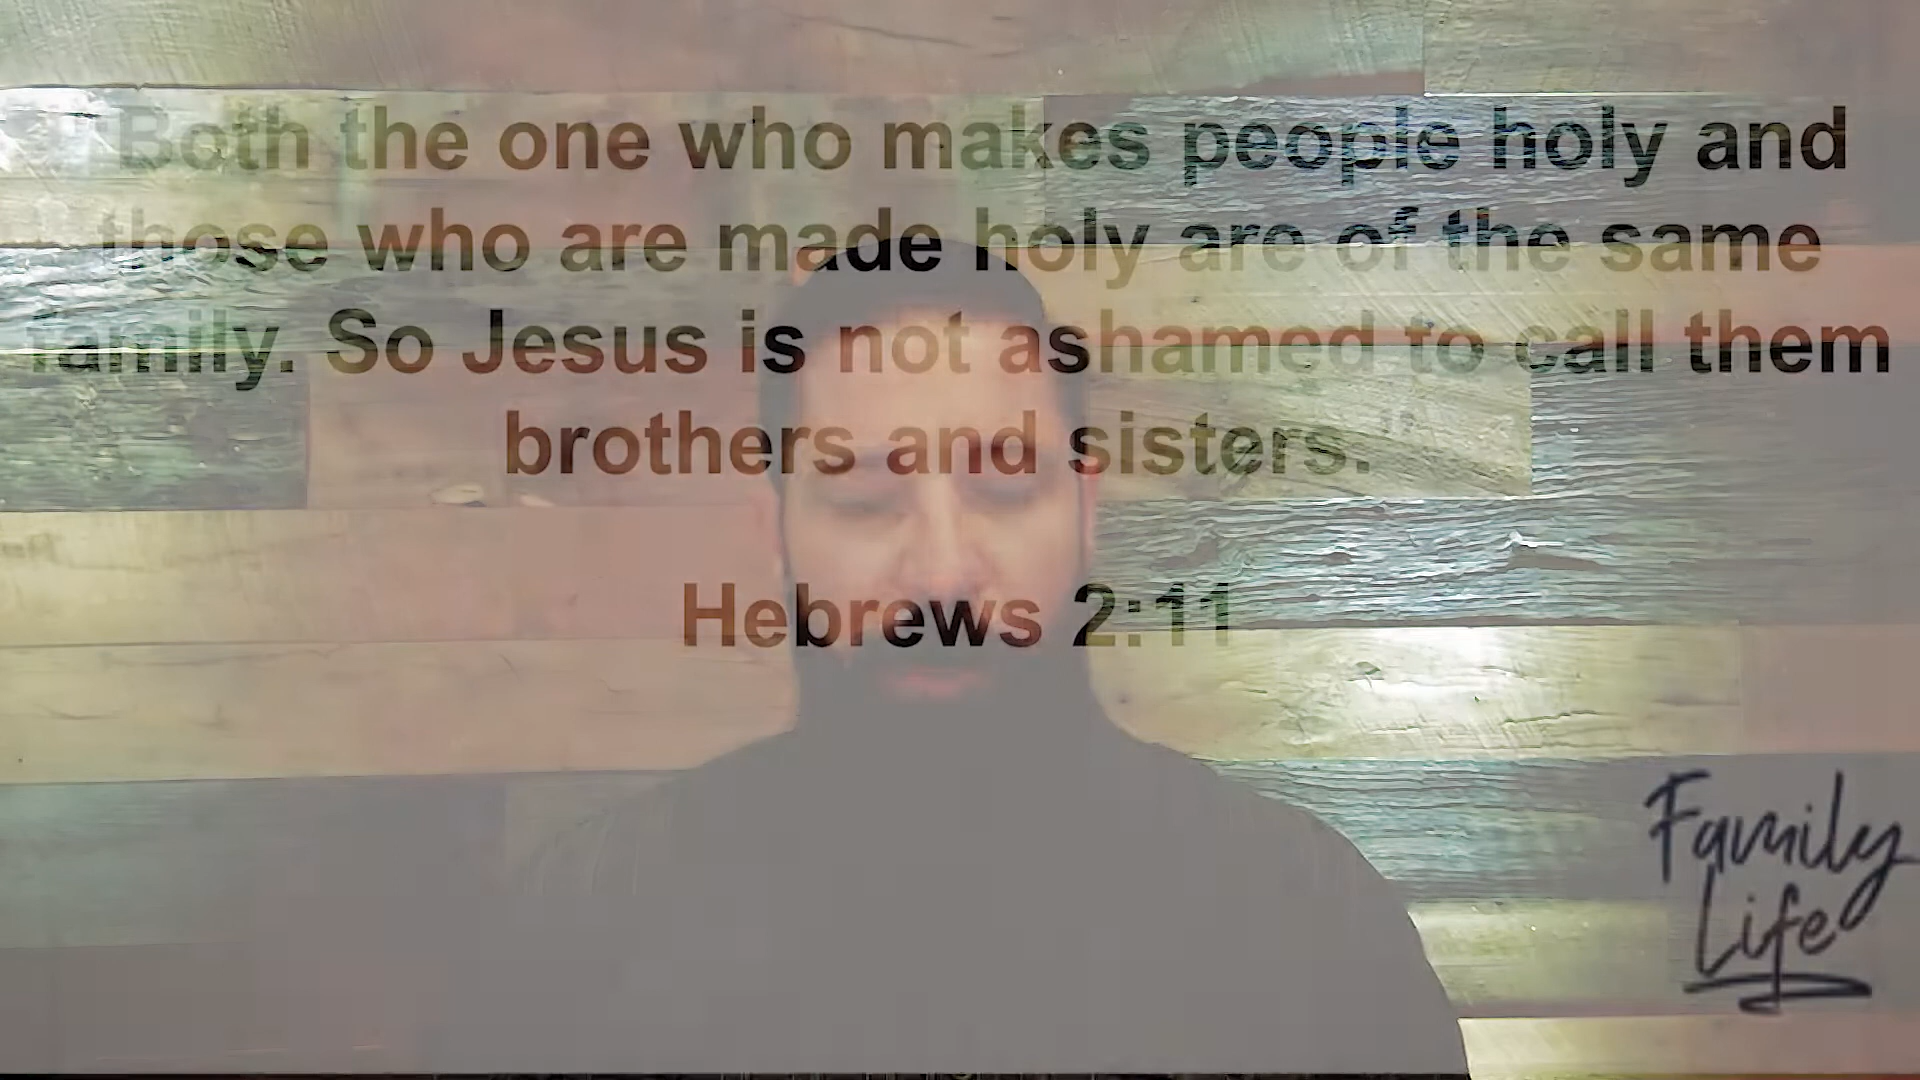 "Both the one who makes people holy and
those who are made holy are of the same
family. So Jesus is not ashamed to call them
brothers and sisters."
Hebrews 2:11
Family
Life